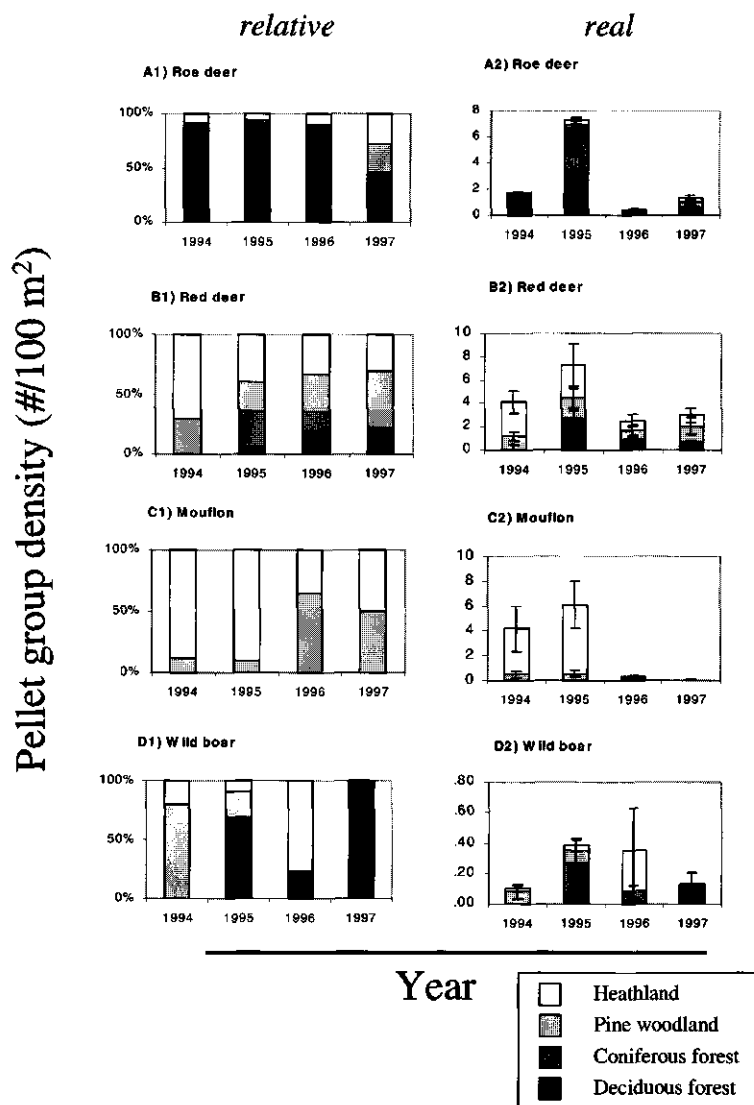 relative
real
Pellet group density (#/100 m²)
A1) Roe deer
100%
50%
0%
1994 1995 1996 1997
A2) Roe deer
8
6
4
2
0
1994 1995 1996 1997
B1) Red deer
100%
50%
0%
1994 1995 1996 1997
B2) Red deer
10
8
6
4
2
0
1994 1995 1996 1997
C1) Mouflon
100%
50%
0%
1994 1995 1996 1997
C2) Mouflon
10
8
6
4
2
0
1994 1995 1996 1997
D1) Wild boar
100%
50%
0%
1994 1995 1996 1997
D2) Wild boar
.80
.60
.40
.20
.00
1994 1995 1996 1997
Year
Heathland
Pine woodland
Coniferous forest
Deciduous forest